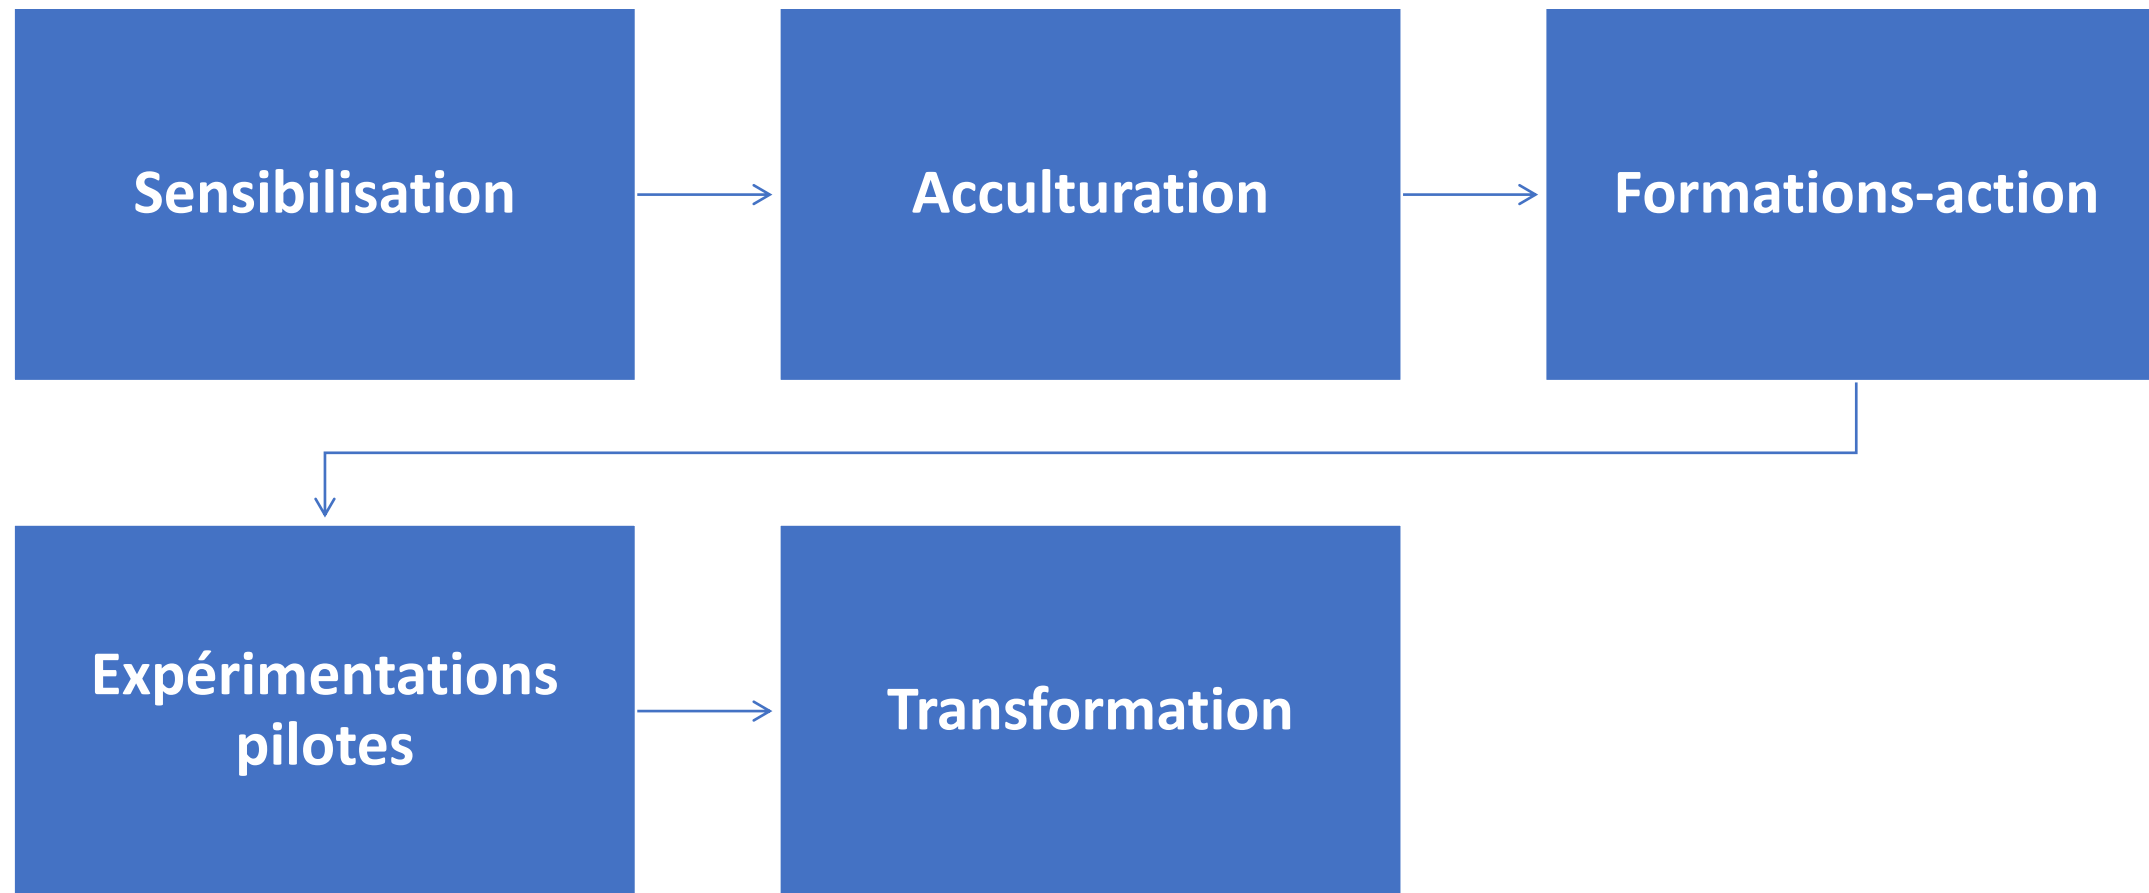 Sensibilisation
Acculturation
Formations-action
Expérimentations
pilotes
Transformation